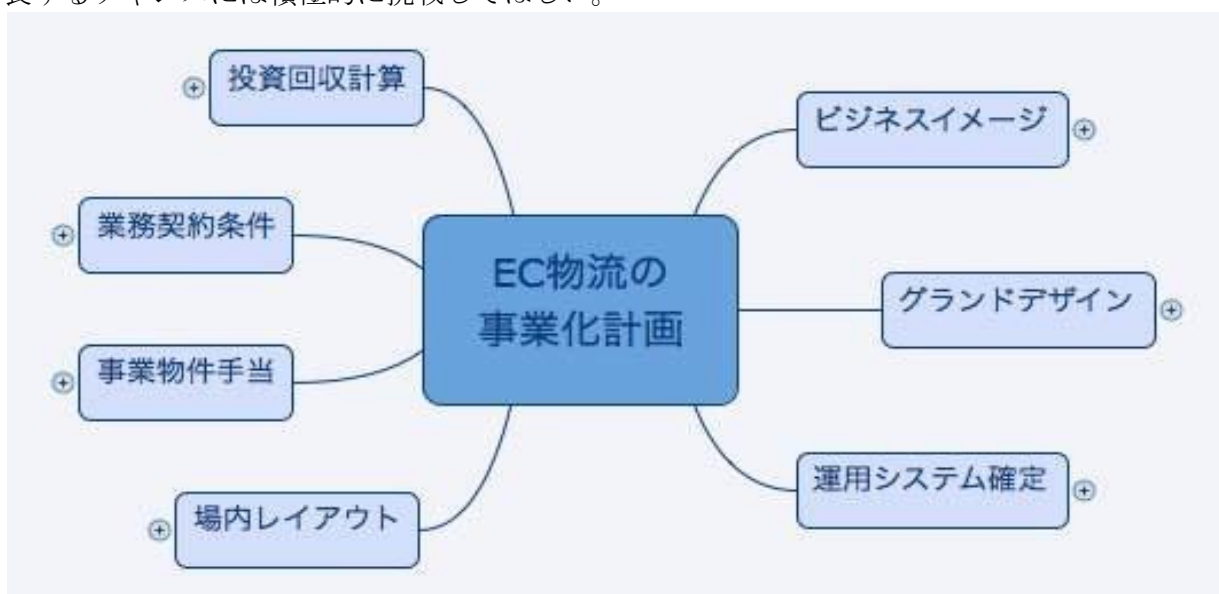 投資回収計算
ビジネスイメージ
業務契約条件
EC物流の
事業化計画
グランドデザイン
事業物件手当
運用システム確定
場内レイアウト